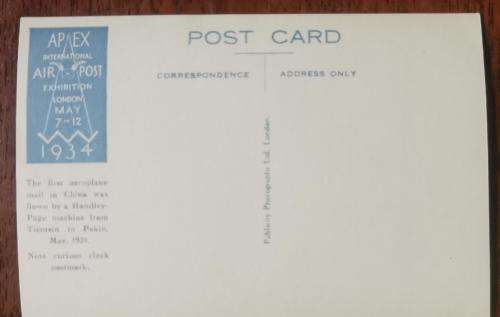 APEX
INTERNATIONAL
AIR POST
EXHIBITION
LONDON
MAY
7TH 12
1934
The first aeroplane
mail in China was
flown by a Handley-
Page machine from
Tientsin to Pekin,
May, 1920.
Note curious clock
postmark.
POST CARD
CORRESPONDENCE
ADDRESS ONLY
Publicity Photographs Ltd. London.